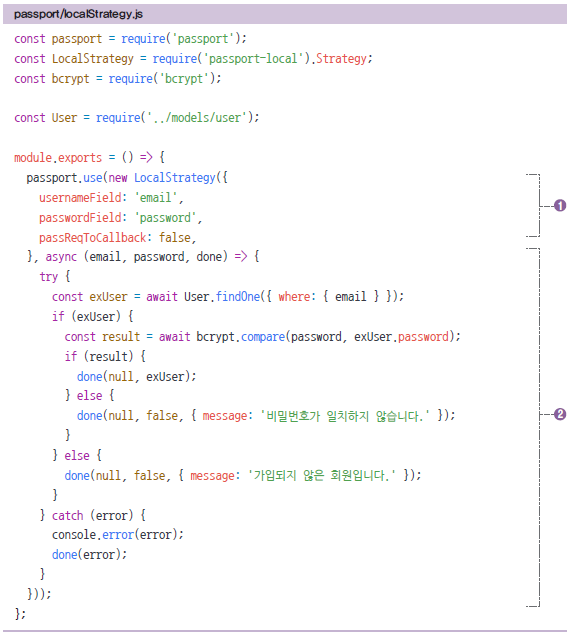 passport/localStrategy.js
const passport = require('passport');
const LocalStrategy = require('passport-local').Strategy;
const bcrypt = require('bcrypt');
const User = require('../models/user');
module.exports = () => {
passport.use(new LocalStrategy({
usernameField: 'email',
passwordField: 'password',
❶
passReqToCallback: false,
}, async (email, password, done) => {
try {
const exUser = await User.findOne({ where: { email } });
if (exUser) {
const result = await bcrypt.compare(password, exUser.password);
if (result) {
done(null, exUser);
} else {
done(null, false, { message: '비밀번호가 일치하지 않습니다.' });
❷
}
} else {
done(null, false, { message: '가입되지 않은 회원입니다.' });
}
} catch (error) {
console.error(error);
done(error);
}
}));
};